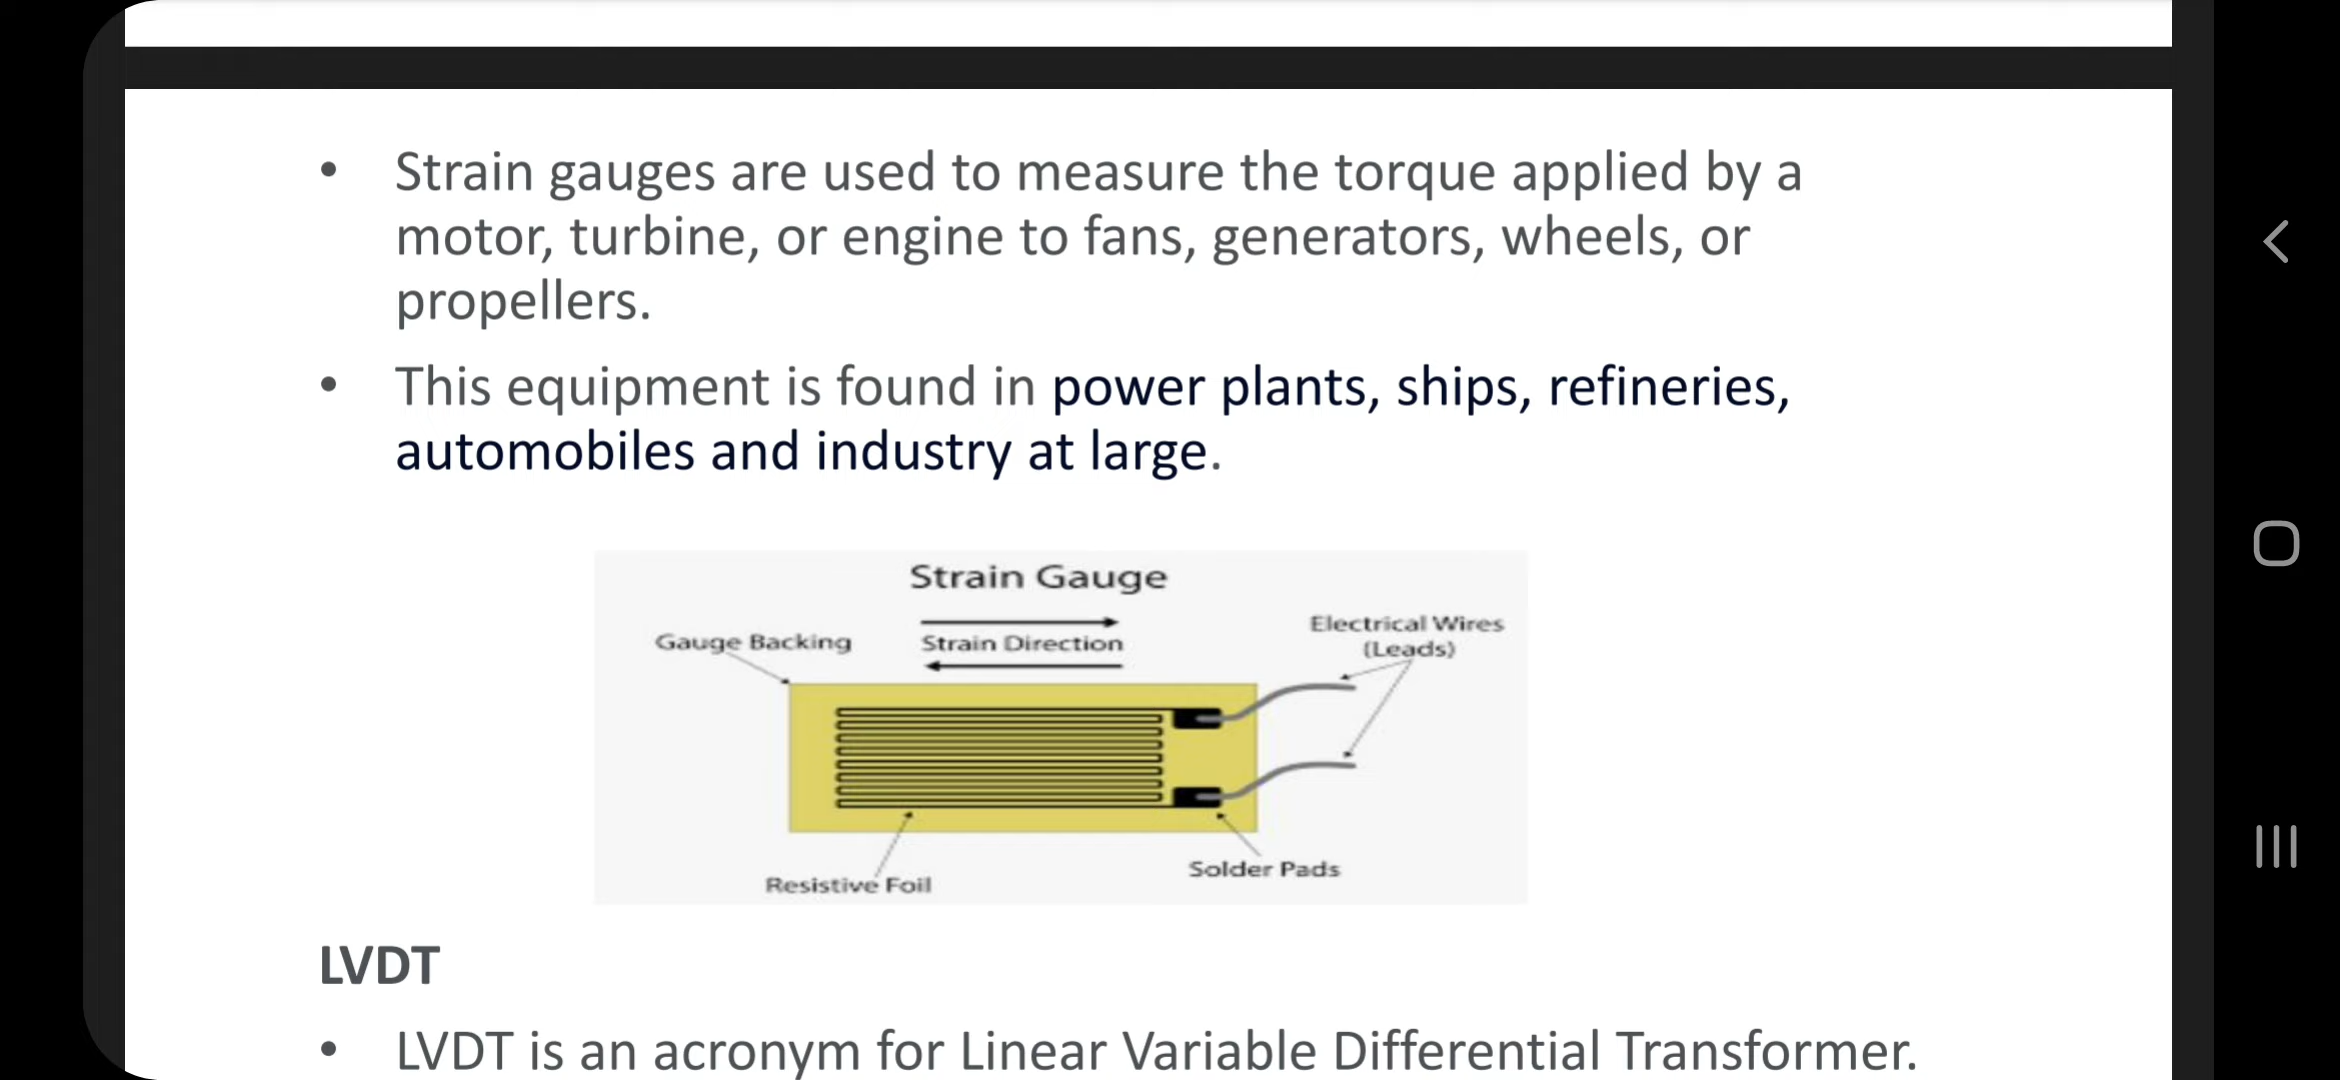 • Strain gauges are used to measure the torque applied by a
motor, turbine, or engine to fans, generators, wheels, or
propellers.
• This equipment is found in power plants, ships, refineries,
automobiles and industry at large.
Strain Gauge
Gauge Backing
Strain Direction
Electrical Wires
(Leads)
Resistive Foil
Solder Pads
LVDT
• LVDT is an acronym for Linear Variable Differential Transformer.